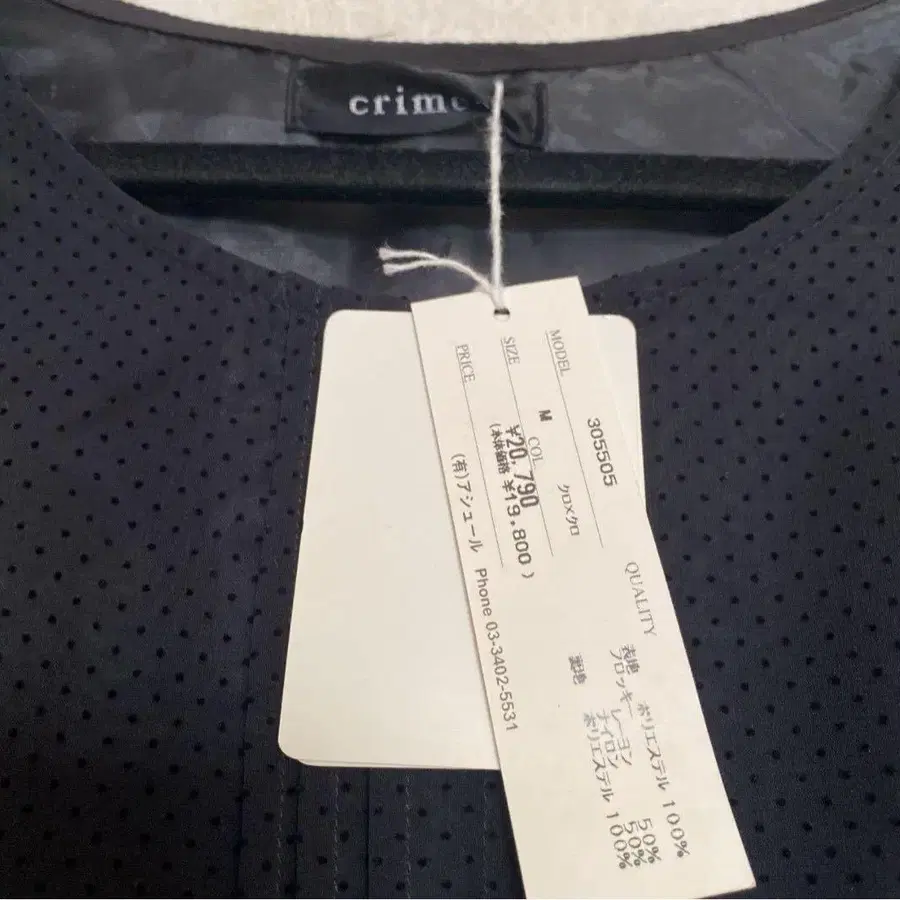 crime
MODEL 305505
SIZE M COL クロ×クロ
PRICE ¥20,790
(本体価格 ¥19,800)
(有)アシュール Phone 03-3402-5531
QUALITY
表地 ポリエステル 100%
フロッキー レーヨン 50%
ナイロン 50%
裏地 ポリエステル 100%